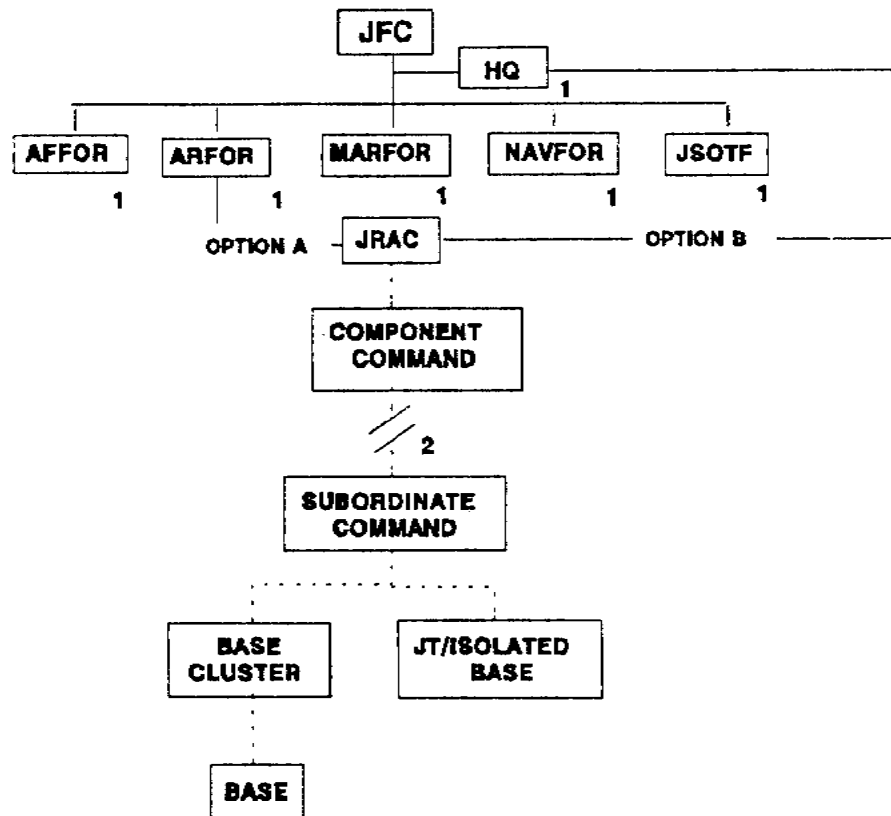 JFC
HQ
1
AFFOR
ARFOR
MARFOR
NAVFOR
JSOTF
1
1
1
1
1
OPTION A
JRAC
OPTION B
COMPONENT
COMMAND
2
SUBORDINATE
COMMAND
BASE
CLUSTER
JT/ISOLATED
BASE
BASE